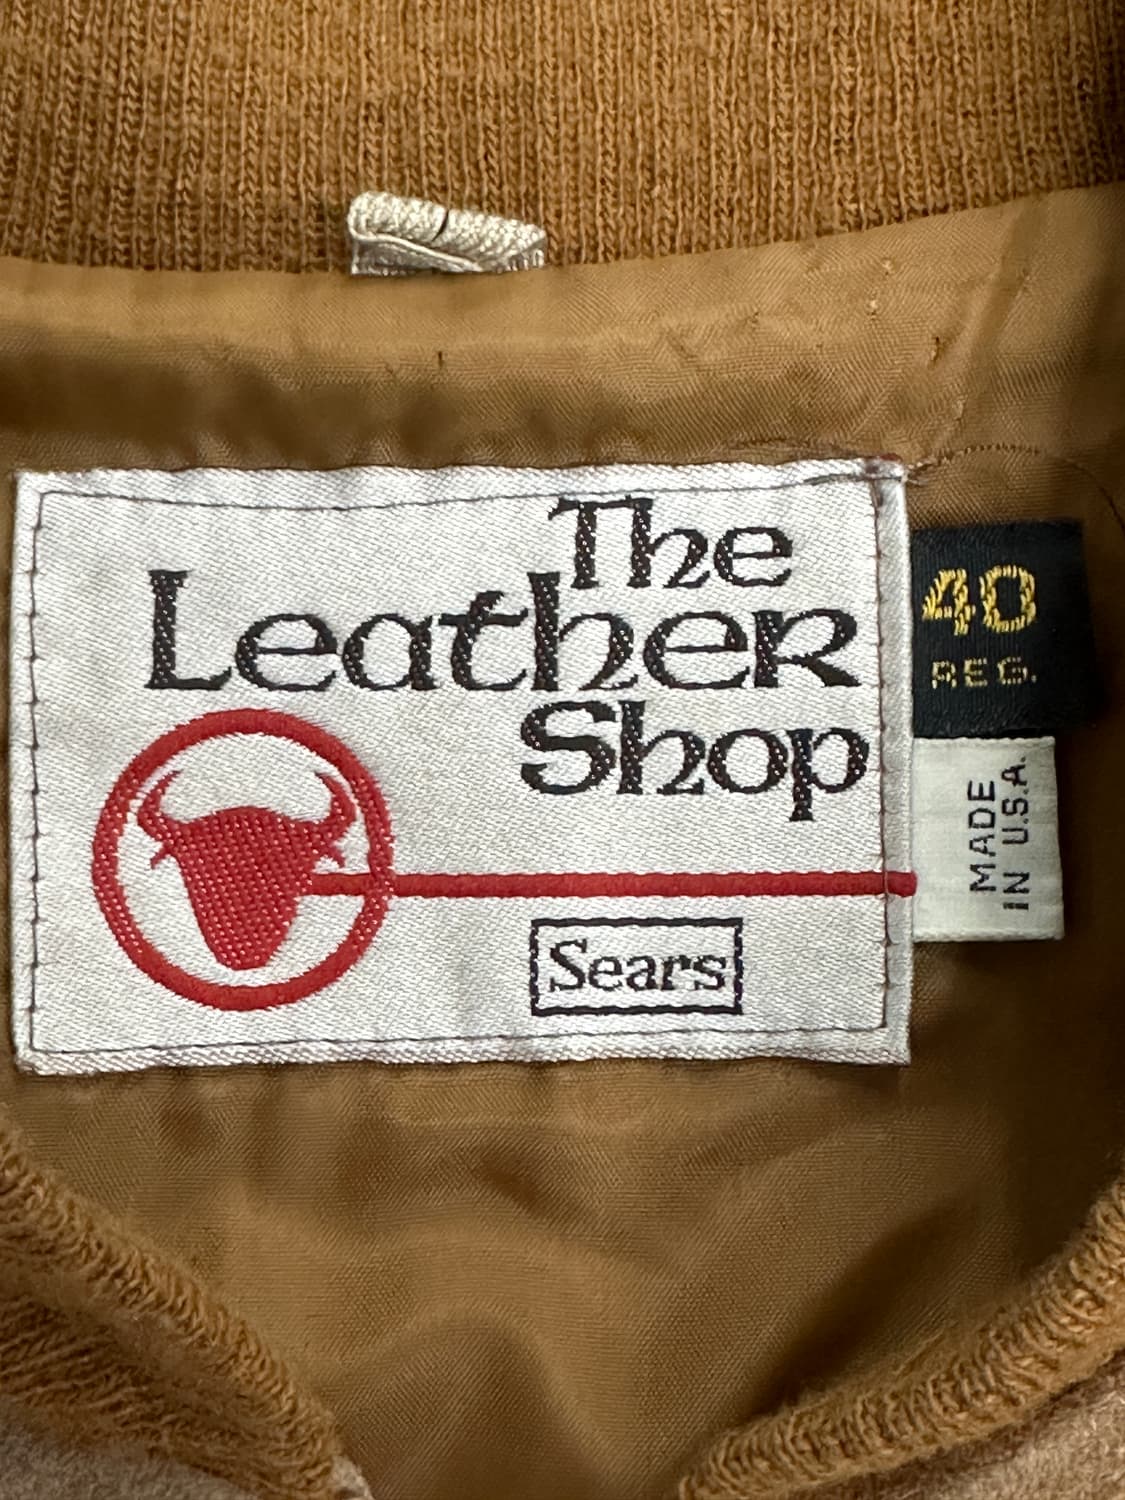 The
Leather
Shop
Sears
40
REG.
MADE
IN U.S.A.